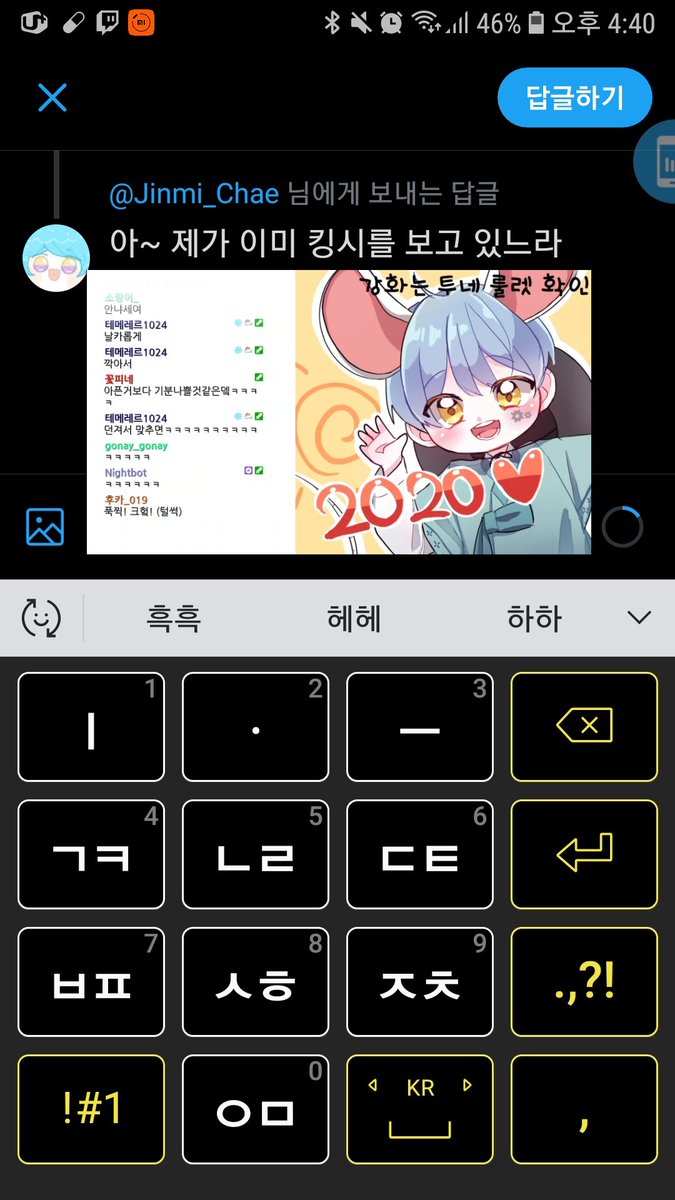 46% 오후 4:40
답글하기
@Jinmi_Chae 님에게 보내는 답글
아~ 제가 이미 킹시를 보고 있느라
강화는 투네 룰렛 확인
소랑이_
안냐세여
테메레르1024
날카롭게
테메레르1024
깍아서
꽃피네
아픈거보다 기분나쁠것같은뎈ㅋㅋㅋ
ㅋ
테메레르1024
던져서 맞추면ㅋㅋㅋㅋㅋㅋㅋㅋㅋㅋ
gonay_gonay
ㅋㅋㅋㅋㅋ
Nightbot
ㅋㅋㅋㅋㅋㅋ
후카_019
푹찍! 크헉! (털썩)
2020
흑흑 헤헤 하하
ㅣ 1 · 2 ㅡ 3
ㄱㅋ 4 ㄴㄹ 5 ㄷㅌ 6
ㅂㅍ 7 ㅅㅎ 8 ㅈㅊ 9 .,?!
!#1 ㅇㅁ 0 KR ,